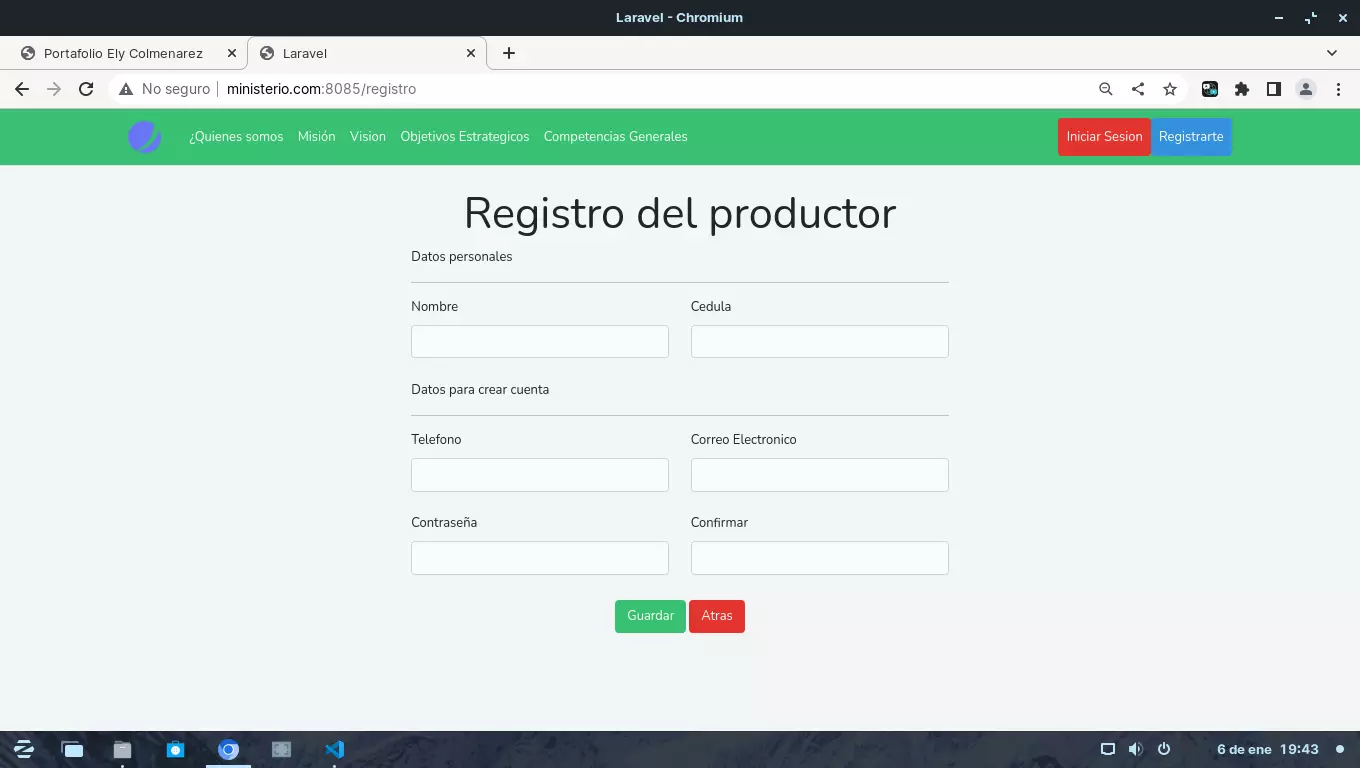 Laravel - Chromium
Portafolio Ely Colmenarez
Laravel
No seguro
ministerio.com:8085/registro
¿Quienes somos Misión Vision Objetivos Estrategicos Competencias Generales
Iniciar Sesion Registrarte
Registro del productor
Datos personales
Nombre Cedula
Datos para crear cuenta
Telefono Correo Electronico
Contraseña Confirmar
Guardar Atras
6 de ene 19:43